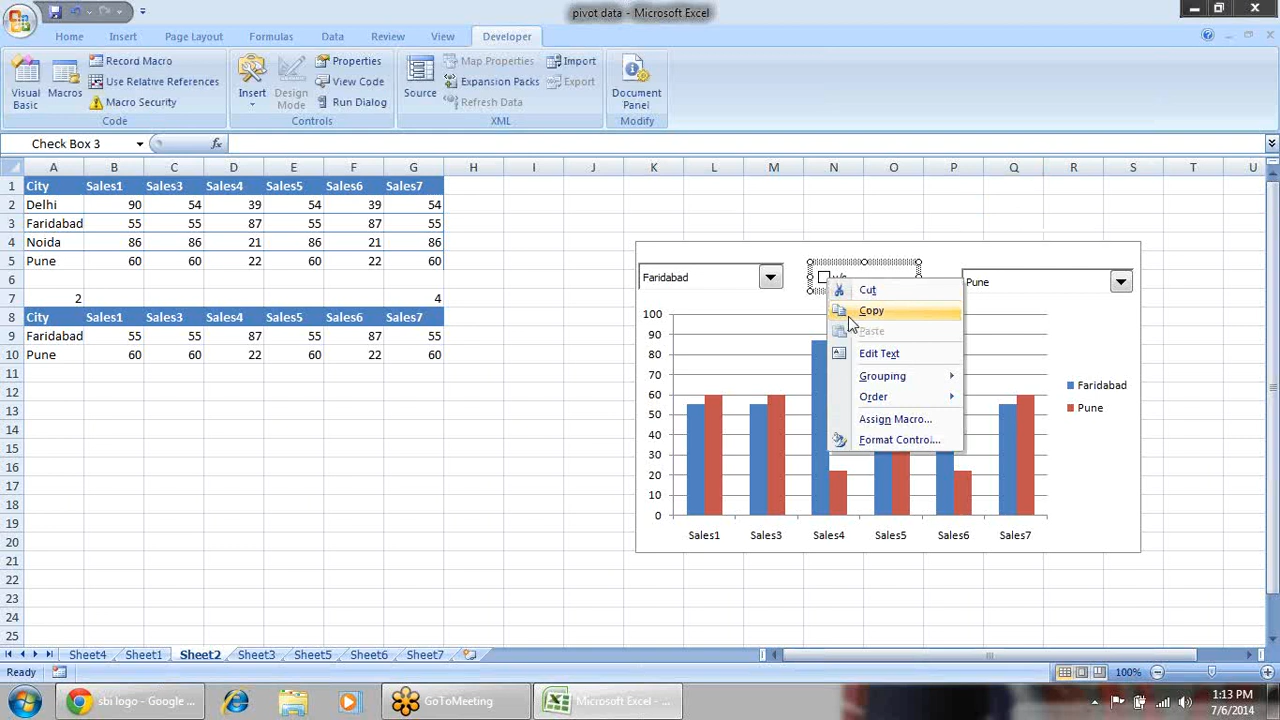 pivot data - Microsoft Excel
Home Insert Page Layout Formulas Data Review View Developer
Visual Basic
Macros
Record Macro
Use Relative References
Macro Security
Code
Insert
Design Mode
Properties
View Code
Run Dialog
Controls
Source
Map Properties
Expansion Packs
Refresh Data
Import
Export
XML
Document Panel
Modify
Check Box 3
fx
A B C D E F G H I J K L M N O P Q R S T U
1 City Sales1 Sales3 Sales4 Sales5 Sales6 Sales7
2 Delhi 90 54 39 54 39 54
3 Faridabad 55 55 87 55 87 55
4 Noida 86 86 21 86 21 86
5 Pune 60 60 22 60 22 60
6
7 2 4
8 City Sales1 Sales3 Sales4 Sales5 Sales6 Sales7
9 Faridabad 55 55 87 55 87 55
10 Pune 60 60 22 60 22 60
11
12
13
14
15
16
17
18
19
20
21
22
23
24
25
Faridabad
Pune
Cut
Copy
Paste
Edit Text
Grouping
Order
Assign Macro...
Format Control...
100
90
80
70
60
50
40
30
20
10
0
Sales1 Sales3 Sales4 Sales5 Sales6 Sales7
Faridabad
Pune
Sheet4 Sheet1 Sheet2 Sheet3 Sheet5 Sheet6 Sheet7
Ready
100%
sbi logo - Google ...
GoToMeeting
Microsoft Excel - ...
1:13 PM
7/6/2014